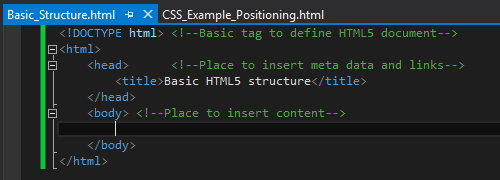 Basic_Structure.html CSS_Example_Positioning.html
<!DOCTYPE html> <!--Basic tag to define HTML5 document-->
<html>
<head> <!--Place to insert meta data and links-->
<title>Basic HTML5 structure</title>
</head>
<body> <!--Place to insert content-->
</body>
</html>